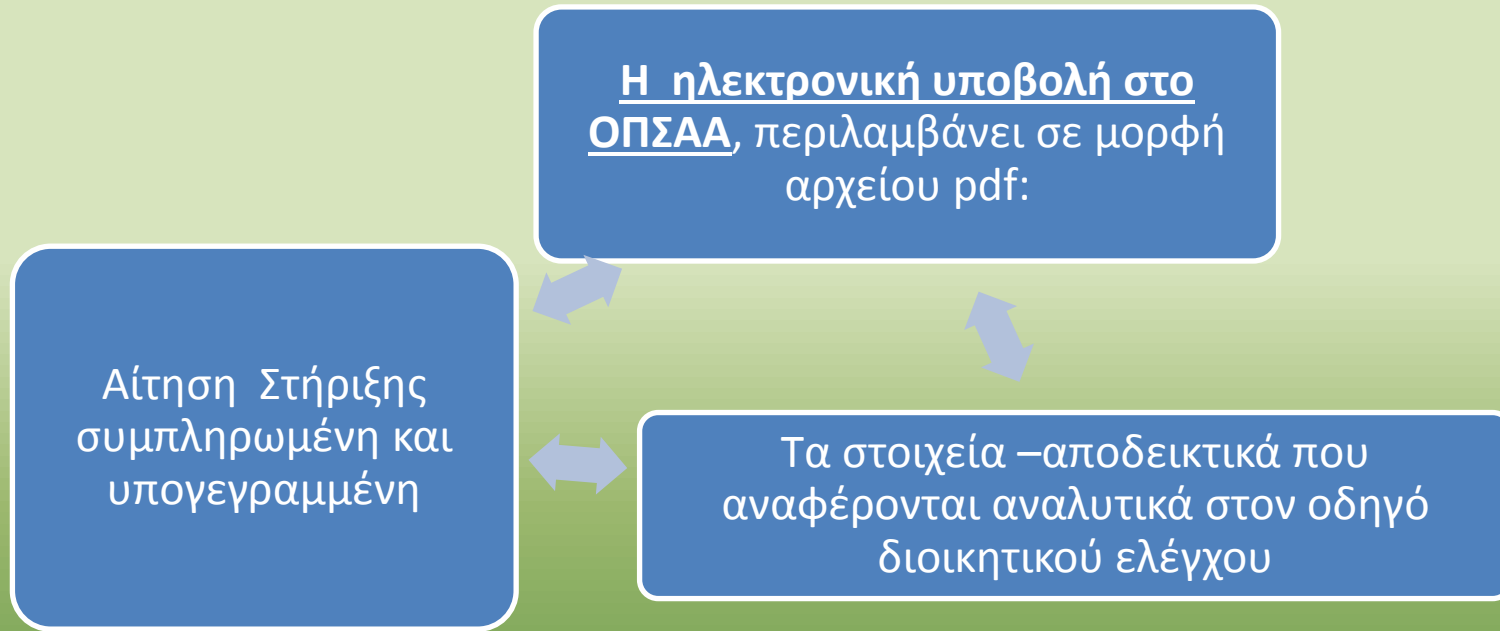 Η  ηλεκτρονική υποβολή στο
ΟΠΣΑΑ, περιλαμβάνει σε μορφή
αρχείου pdf:
Αίτηση  Στήριξης
συμπληρωμένη και
υπογεγραμμένη
Τα στοιχεία –αποδεικτικά που
αναφέρονται αναλυτικά στον οδηγό
διοικητικού ελέγχου